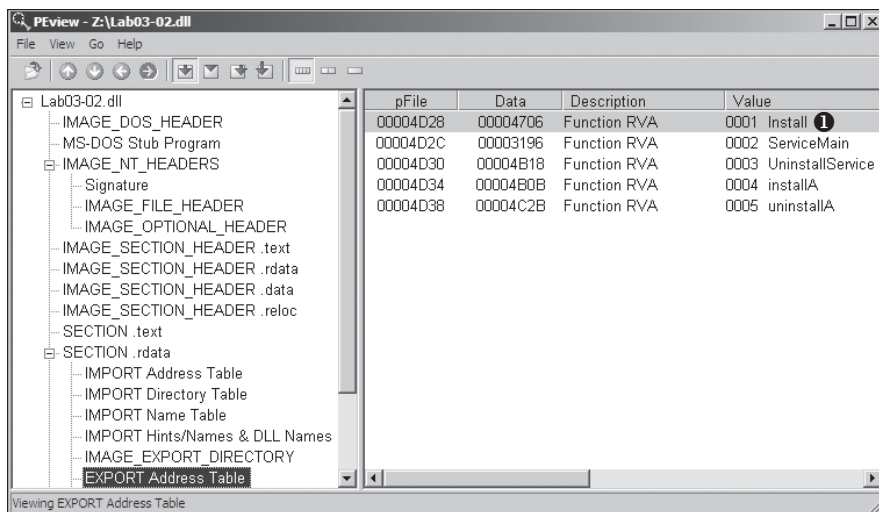 PEview - Z:\Lab03-02.dll
File View Go Help
Lab03-02.dll
IMAGE_DOS_HEADER
MS-DOS Stub Program
IMAGE_NT_HEADERS
Signature
IMAGE_FILE_HEADER
IMAGE_OPTIONAL_HEADER
IMAGE_SECTION_HEADER .text
IMAGE_SECTION_HEADER .rdata
IMAGE_SECTION_HEADER .data
IMAGE_SECTION_HEADER .reloc
SECTION .text
SECTION .rdata
IMPORT Address Table
IMPORT Directory Table
IMPORT Name Table
IMPORT Hints/Names & DLL Names
IMAGE_EXPORT_DIRECTORY
EXPORT Address Table
pFile Data Description Value
00004D28 00004706 Function RVA 0001 Install ❶
00004D2C 00003196 Function RVA 0002 ServiceMain
00004D30 00004B18 Function RVA 0003 UninstallService
00004D34 00004B0B Function RVA 0004 installA
00004D38 00004C2B Function RVA 0005 uninstallA
Viewing EXPORT Address Table